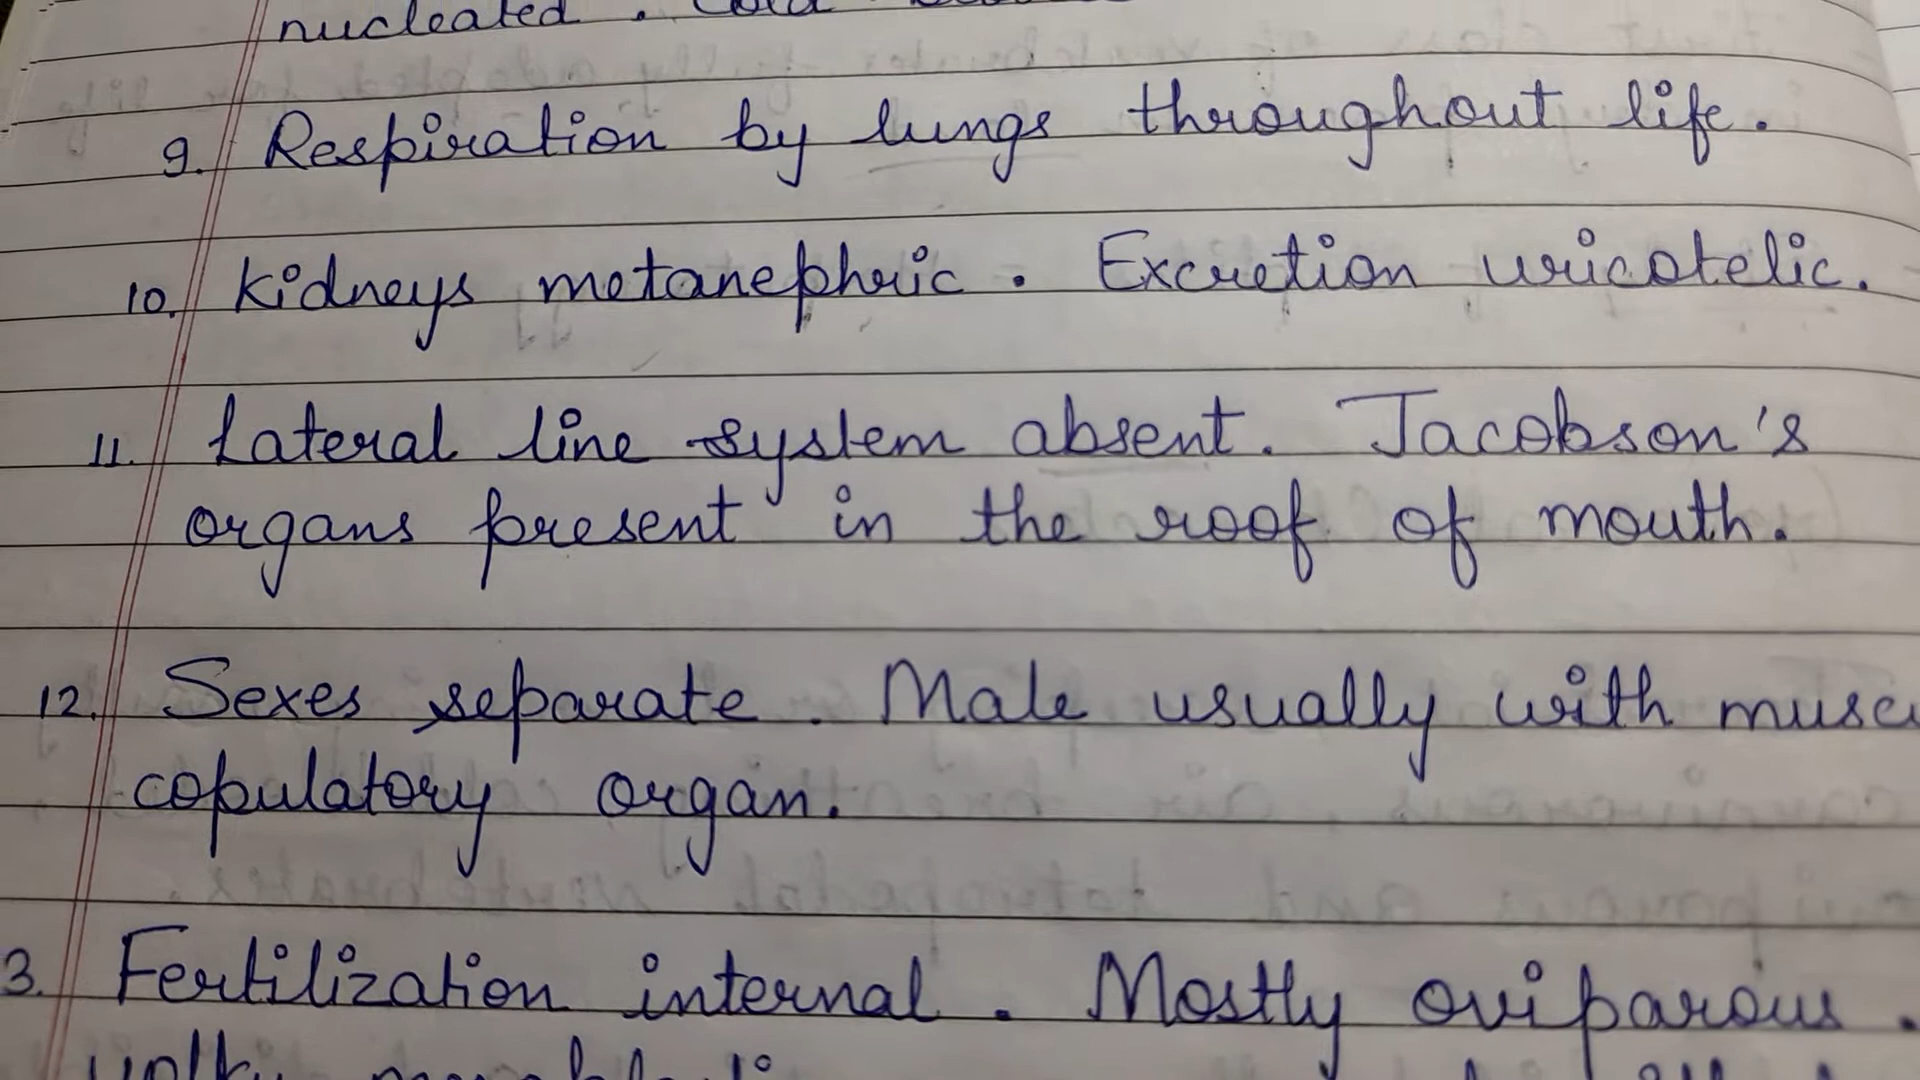 nucleated. Cold
9. Respiration by lungs throughout life.
10. Kidneys metanephric. Excretion uricotelic.
11. Lateral line system absent. Jacobson's
organs present in the roof of mouth.
12. Sexes separate. Male usually with musc
copulatory organ.
3. Fertilization internal. Mostly oviparous.